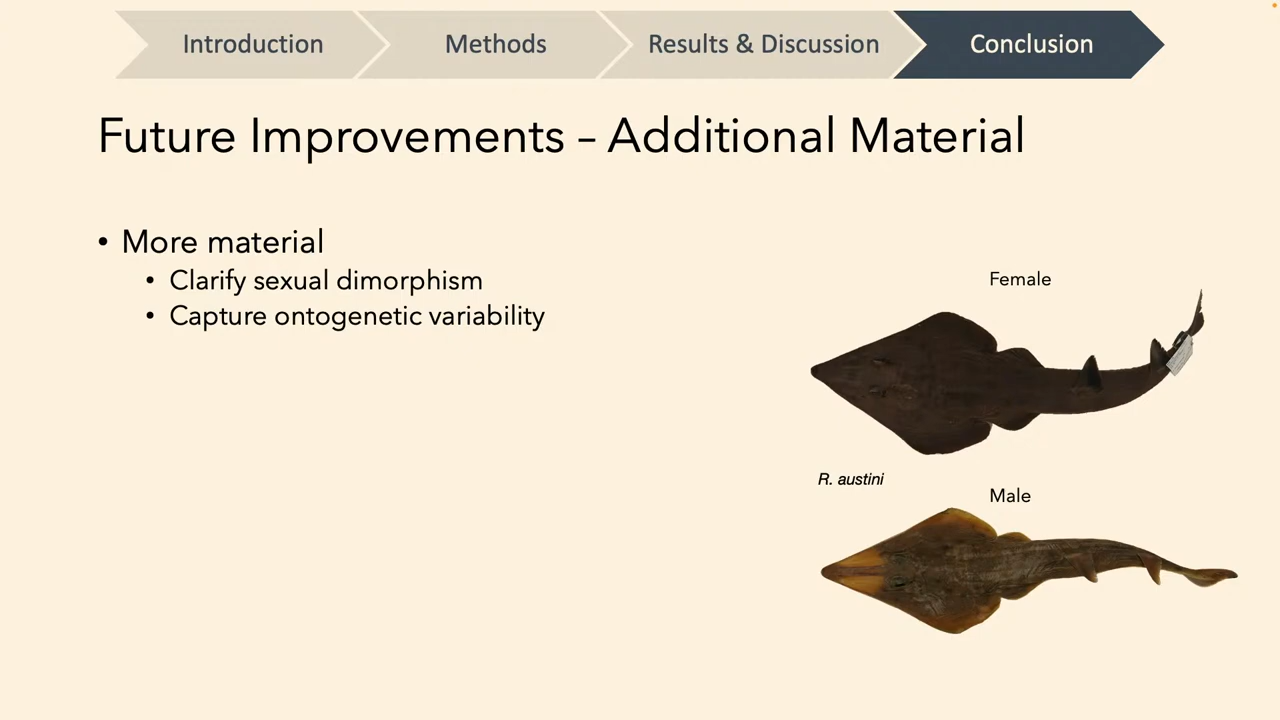 Introduction
Methods
Results & Discussion
Conclusion
Future Improvements – Additional Material
• More material
• Clarify sexual dimorphism
• Capture ontogenetic variability
Female
R. austini
Male